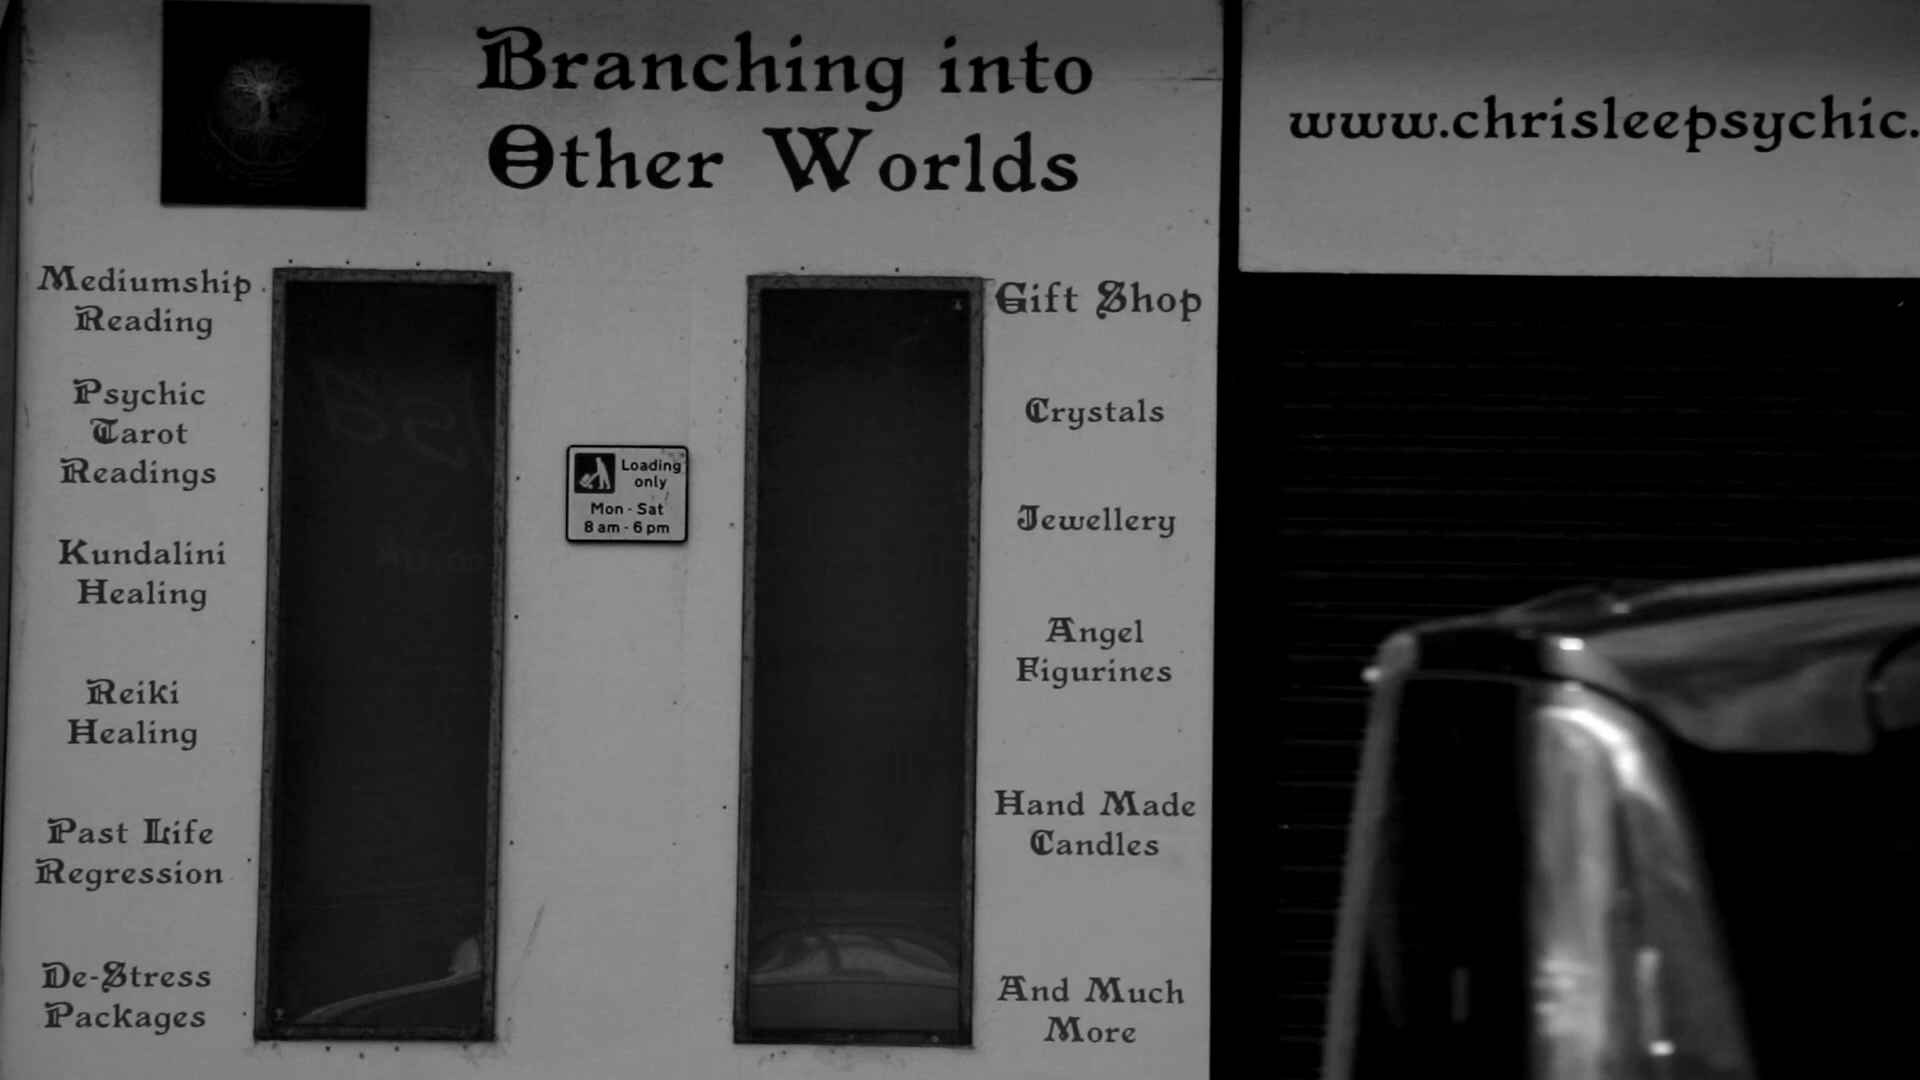 Branching into
Other Worlds
www.chrisleepsychic.
Mediumship
Reading
Psychic
Tarot
Readings
Kundalini
Healing
Reiki
Healing
Past Life
Regression
De-Stress
Packages
Loading
only
Mon - Sat
8 am - 6 pm
Gift Shop
Crystals
Jewellery
Angel
Figurines
Hand Made
Candles
And Much
More